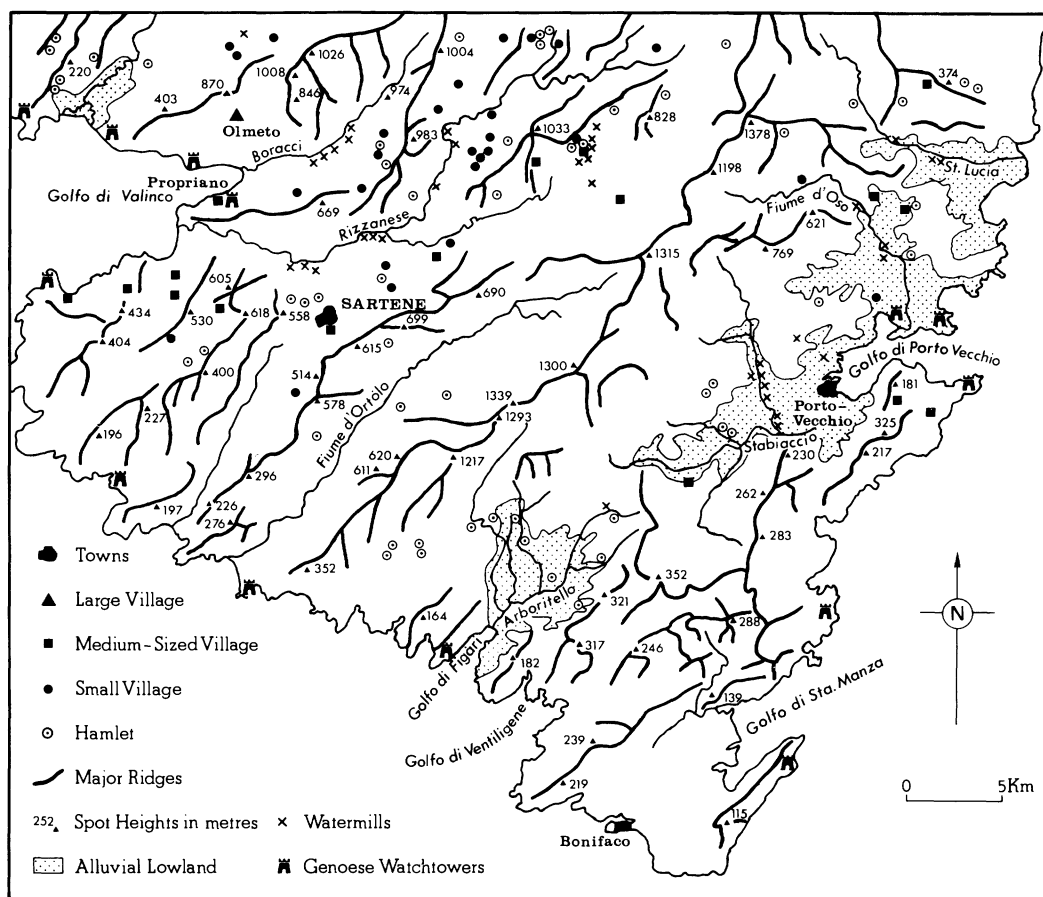 220
1026
1004
1008
870
846
974
403
374
Olmeto
983
1033
828
1378
Boracci
Propriano
Golfo di Valinco
1198
St. Lucia
669
Rizzanese
Fiume d'Oso
621
769
1315
605
690
434
530
618
558
SARTENE
699
404
615
400
514
1300
Golfo di Porto Vecchio
181
578
1339
1293
Porto-
Vecchio
227
325
196
Fiume d'Ortolo
Stabiaccio
230
217
620
611
1217
296
262
197
226
276
283
Towns
352
352
Large Village
321
Arboritello
164
288
Medium-Sized Village
317
246
182
Small Village
Golfo di Figari
139
Golfo di Sta. Manza
Hamlet
Golfo di Ventiligene
239
Major Ridges
219
0 5Km
252 Spot Heights in metres
Watermills
115
Bonifaco
Alluvial Lowland
Genoese Watchtowers
N